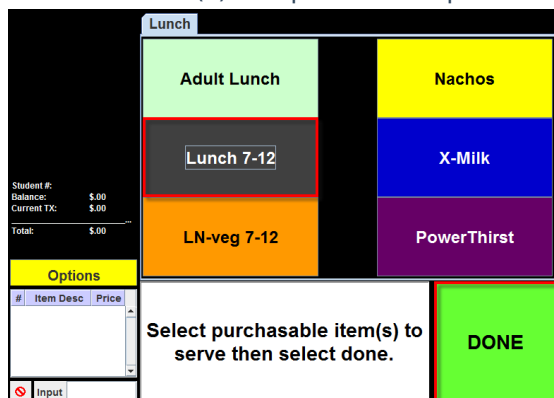 Lunch
Adult Lunch
Nachos
Lunch 7-12
X-Milk
Student #:
Balance: $.00
Current TX: $.00
...
Total: $.00
LN-veg 7-12
PowerThirst
Options
# Item Desc Price
Select purchasable item(s) to
serve then select done.
DONE
Input